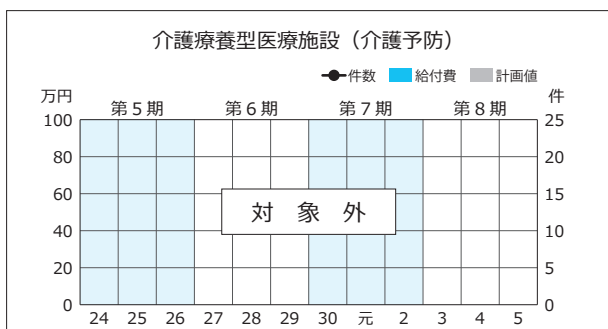 介護療養型医療施設（介護予防）
件数 給付費 計画値
万円 第５期 第６期 第７期 第８期 件
100 25
80 20
60 15
対 象 外
40 10
20 5
0 0
24 25 26 27 28 29 30 元 2 3 4 5